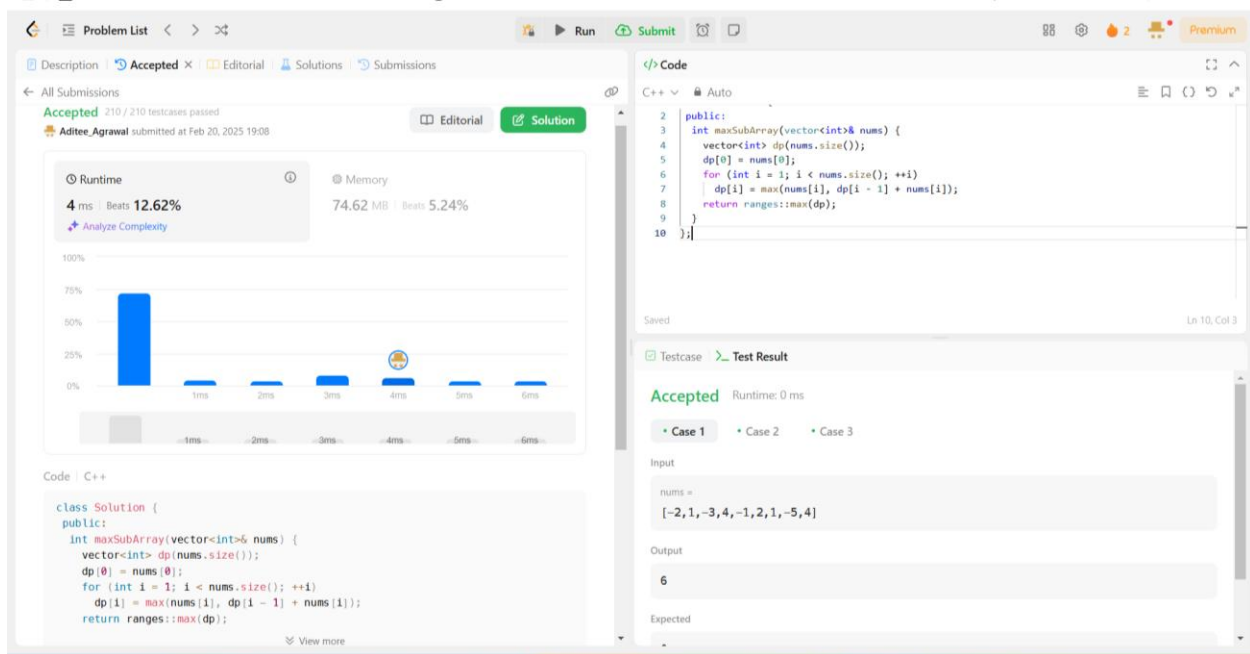 Problem List
Run
Submit
2
Premium
Description
Accepted
Editorial
Solutions
Submissions
All Submissions
Accepted 210 / 210 testcases passed
Aditee_Agrawal submitted at Feb 20, 2025 19:08
Editorial
Solution
Runtime
4 ms Beats 12.62%
Analyze Complexity
Memory
74.62 MB Beats 5.24%
100%
75%
50%
25%
0%
1ms 2ms 3ms 4ms 5ms 6ms
1ms 2ms 3ms 4ms 5ms 6ms
Code C++
class Solution {
public:
int maxSubArray(vector<int>& nums) {
vector<int> dp(nums.size());
dp[0] = nums[0];
for (int i = 1; i < nums.size(); ++i)
dp[i] = max(nums[i], dp[i - 1] + nums[i]);
return ranges::max(dp);
View more
</> Code
C++ Auto
2 public:
3 int maxSubArray(vector<int>& nums) {
4 vector<int> dp(nums.size());
5 dp[0] = nums[0];
6 for (int i = 1; i < nums.size(); ++i)
7 dp[i] = max(nums[i], dp[i - 1] + nums[i]);
8 return ranges::max(dp);
9 }
10 };
Saved
Ln 10, Col 3
Testcase
Test Result
Accepted Runtime: 0 ms
Case 1 Case 2 Case 3
Input
nums =
[-2,1,-3,4,-1,2,1,-5,4]
Output
6
Expected